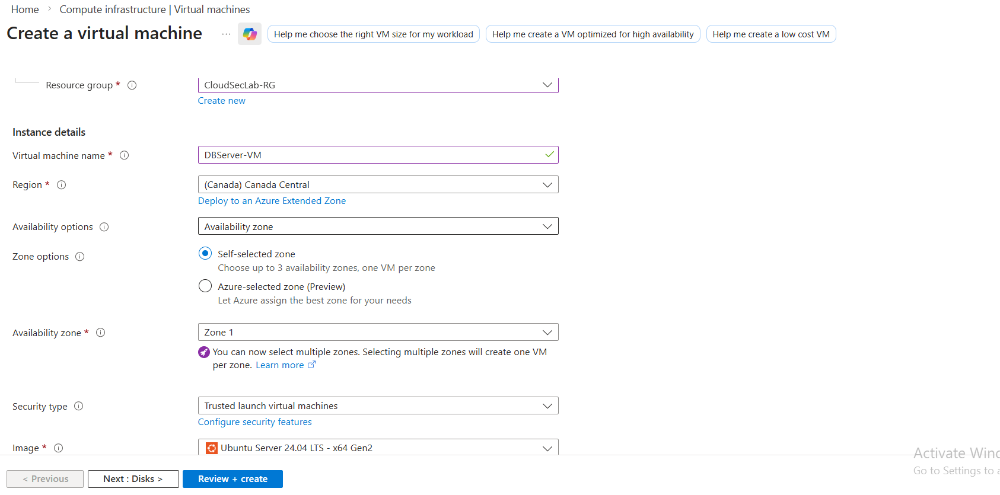 Home > Compute infrastructure | Virtual machines
Create a virtual machine ... Help me choose the right VM size for my workload Help me create a VM optimized for high availability Help me create a low cost VM
Resource group * CloudSecLab-RG
Create new
Instance details
Virtual machine name * DBServer-VM
Region * (Canada) Canada Central
Deploy to an Azure Extended Zone
Availability options Availability zone
Zone options Self-selected zone
Choose up to 3 availability zones, one VM per zone
Azure-selected zone (Preview)
Let Azure assign the best zone for your needs
Availability zone * Zone 1
You can now select multiple zones. Selecting multiple zones will create one VM
per zone. Learn more
Security type Trusted launch virtual machines
Configure security features
Image * Ubuntu Server 24.04 LTS - x64 Gen2
Activate Wind
Go to Settings to a
< Previous Next : Disks > Review + create